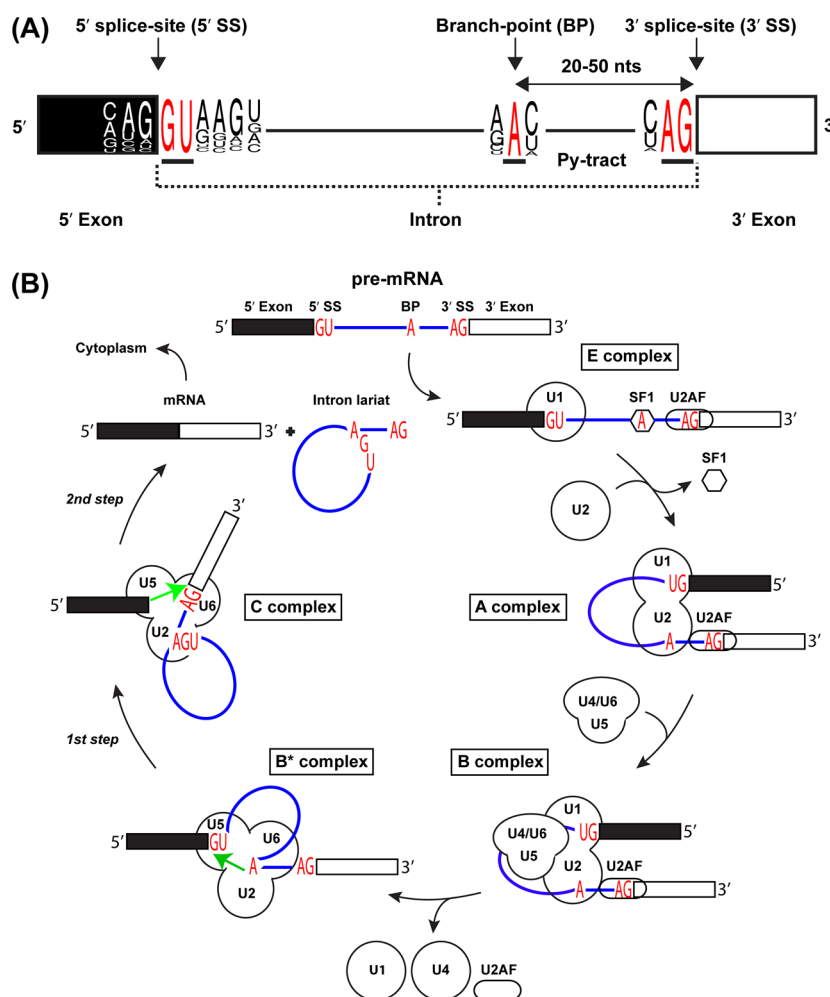 (A)
5′ splice-site (5′ SS)
Branch-point (BP)
3′ splice-site (3′ SS)
20-50 nts
5′
CAG GU AAGU
A A C
C AG
3′
Py-tract
5′ Exon
Intron
3′ Exon
(B)
pre-mRNA
5′ Exon 5′ SS BP 3′ SS 3′ Exon
5′ GU A AG 3′
Cytoplasm
E complex
mRNA
Intron lariat
5′ 3′ +
A AG
G
U
U1 SF1 U2AF
5′ GU A AG 3′
2nd step
SF1
U2
3′
U5
AG
U6
5′
U2
AGU
C complex
A complex
U1
UG 5′
U2 U2AF
A AG 3′
U4/U6
U5
1st step
B* complex
B complex
U5
U6
5′ GU
A AG 3′
U2
U1
U4/U6
UG 5′
U5
U2 U2AF
A AG 3′
U1 U4 U2AF